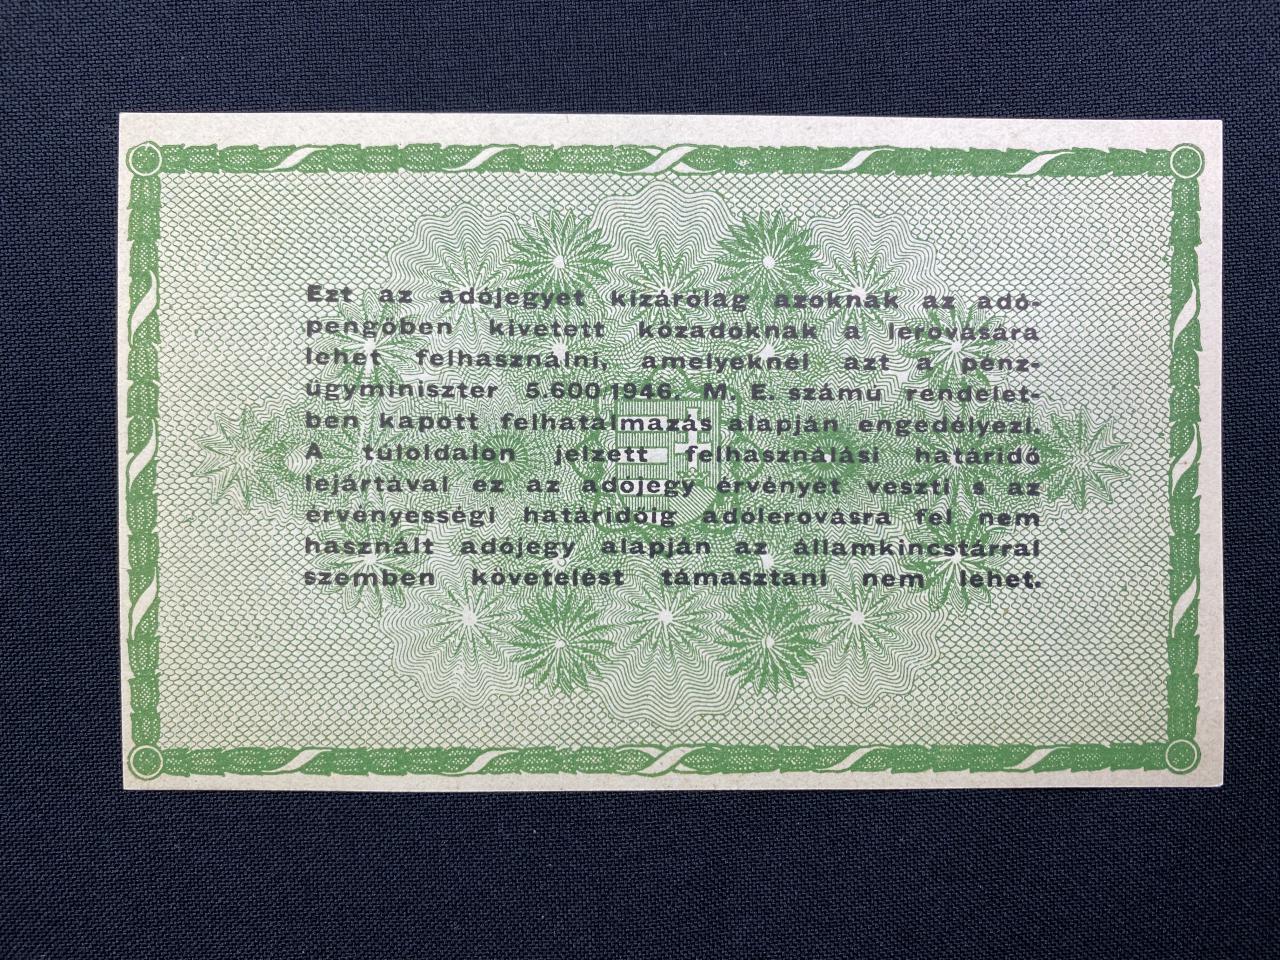 Ezt az adójegyet kizárólag azoknak az adó-
pengőben kivetett közadóknak a lerovására
lehet felhasználni, amelyeknél azt a pénz-
ügyminiszter 5.600/1946. M. E. számú rendelet-
ben kapott felhatalmazás alapján engedélyezi.
A túloldalon jelzett felhasználási határidő
lejártával ez az adójegy érvényét veszti s az
érvényességi határidőig adólerovásra fel nem
használt adójegy alapján az államkincstárral
szemben követelést támasztani nem lehet.